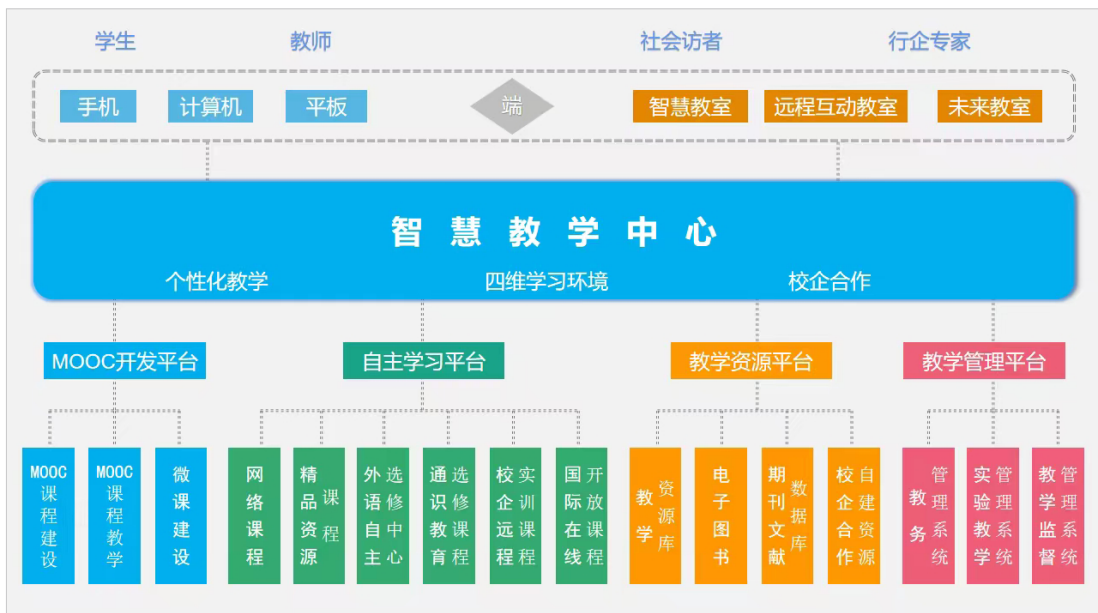 学生
教师
社会访者
行企专家
手机
计算机
平板
端
智慧教室
远程互动教室
未来教室
智慧教学中心
个性化教学
四维学习环境
校企合作
MOOC开发平台
自主学习平台
教学资源平台
教学管理平台
MOOC课程建设
MOOC课程教学
微课建设
网络课程
精品资源
课程
外语自主
选修中心
通识教育
选修课程
校企远程
实训课程
国际在线
开放课程
教学
资源库
电子图书
期刊文献
数据库
校企合作
自建资源
教务
管理系统
实验教学
管理系统
教学监督
管理系统